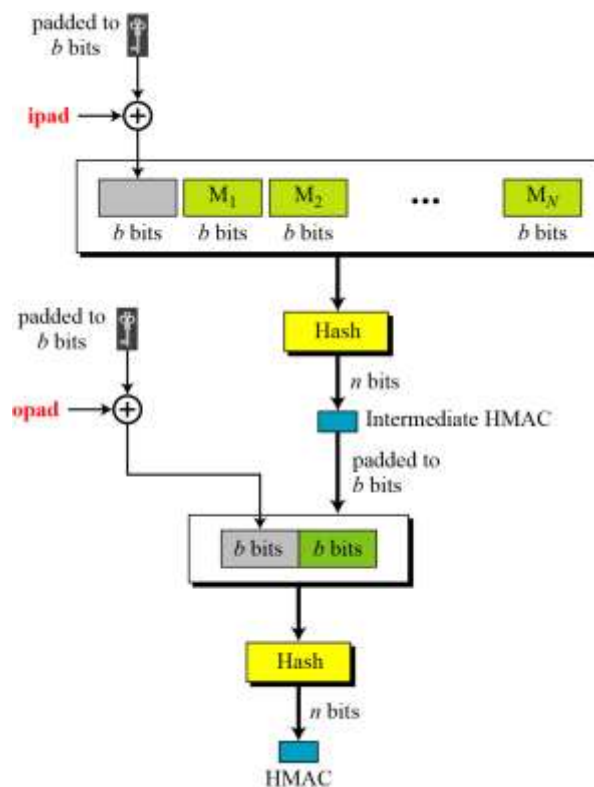 padded to
b bits
ipad
M1 M2 ... MN
b bits b bits b bits b bits
Hash
padded to
b bits
n bits
opad
Intermediate HMAC
padded to
b bits
b bits b bits
Hash
n bits
HMAC